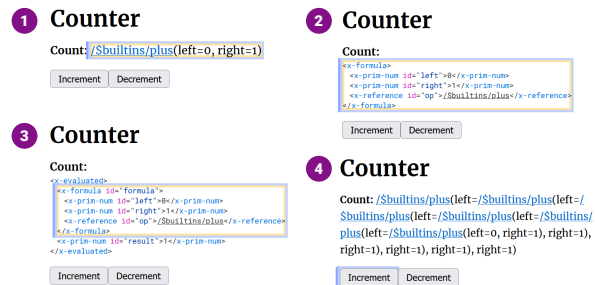 1 Counter
Count: /$builtins/plus(left=0, right=1)
Increment Decrement
2 Counter
Count:
<x-formula>
<x-prim-num id="left">0</x-prim-num>
<x-prim-num id="right">1</x-prim-num>
<x-reference id="op">/$builtins/plus</x-reference>
</x-formula>
Increment Decrement
3 Counter
Count:
<x-evaluated>
<x-formula id="formula">
<x-prim-num id="left">0</x-prim-num>
<x-prim-num id="right">1</x-prim-num>
<x-reference id="op">/$builtins/plus</x-reference>
</x-formula>
<x-prim-num id="result">1</x-prim-num>
</x-evaluated>
Increment Decrement
4 Counter
Count: /$builtins/plus(left=/$builtins/plus(left=/
$builtins/plus(left=/$builtins/plus(left=/$builtins/
plus(left=/$builtins/plus(left=0, right=1), right=1),
right=1), right=1), right=1), right=1)
Increment Decrement